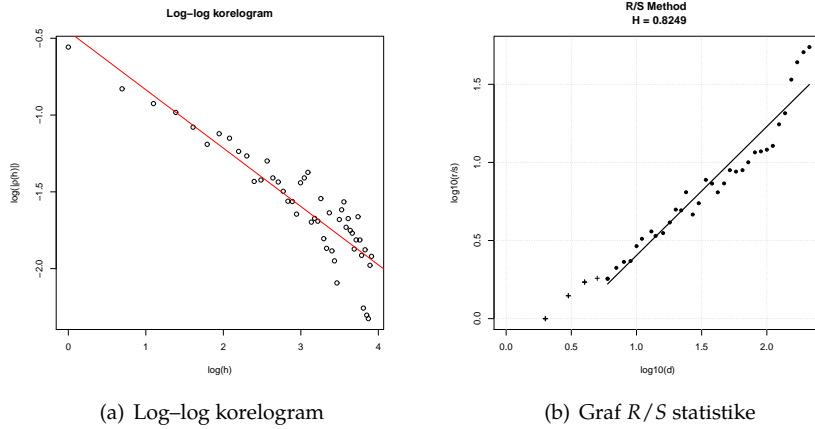 Log–log korelogram
log[|ρ(h)|]
−0.5
−1.0
−1.5
−2.0
0
1
2
3
4
log(h)
(a) Log–log korelogram
R/S Method
H = 0.8249
log10(r/s)
1.5
1.0
0.5
0.0
0.0
0.5
1.0
1.5
2.0
log10(d)
(b) Graf R/S statistike